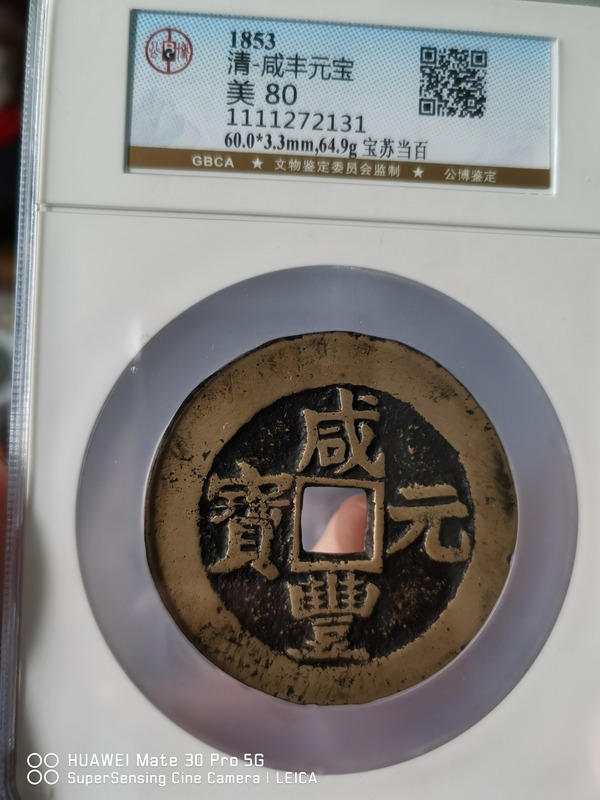 公博
G
1853
清-咸丰元宝
美 80
1111272131
60.0*3.3mm,64.9g 宝苏当百
GBCA ★ 文物鉴定委员会监制 ★ 公博鉴定
咸
寶 元
豐
HUAWEI Mate 30 Pro 5G
SuperSensing Cine Camera | LEICA